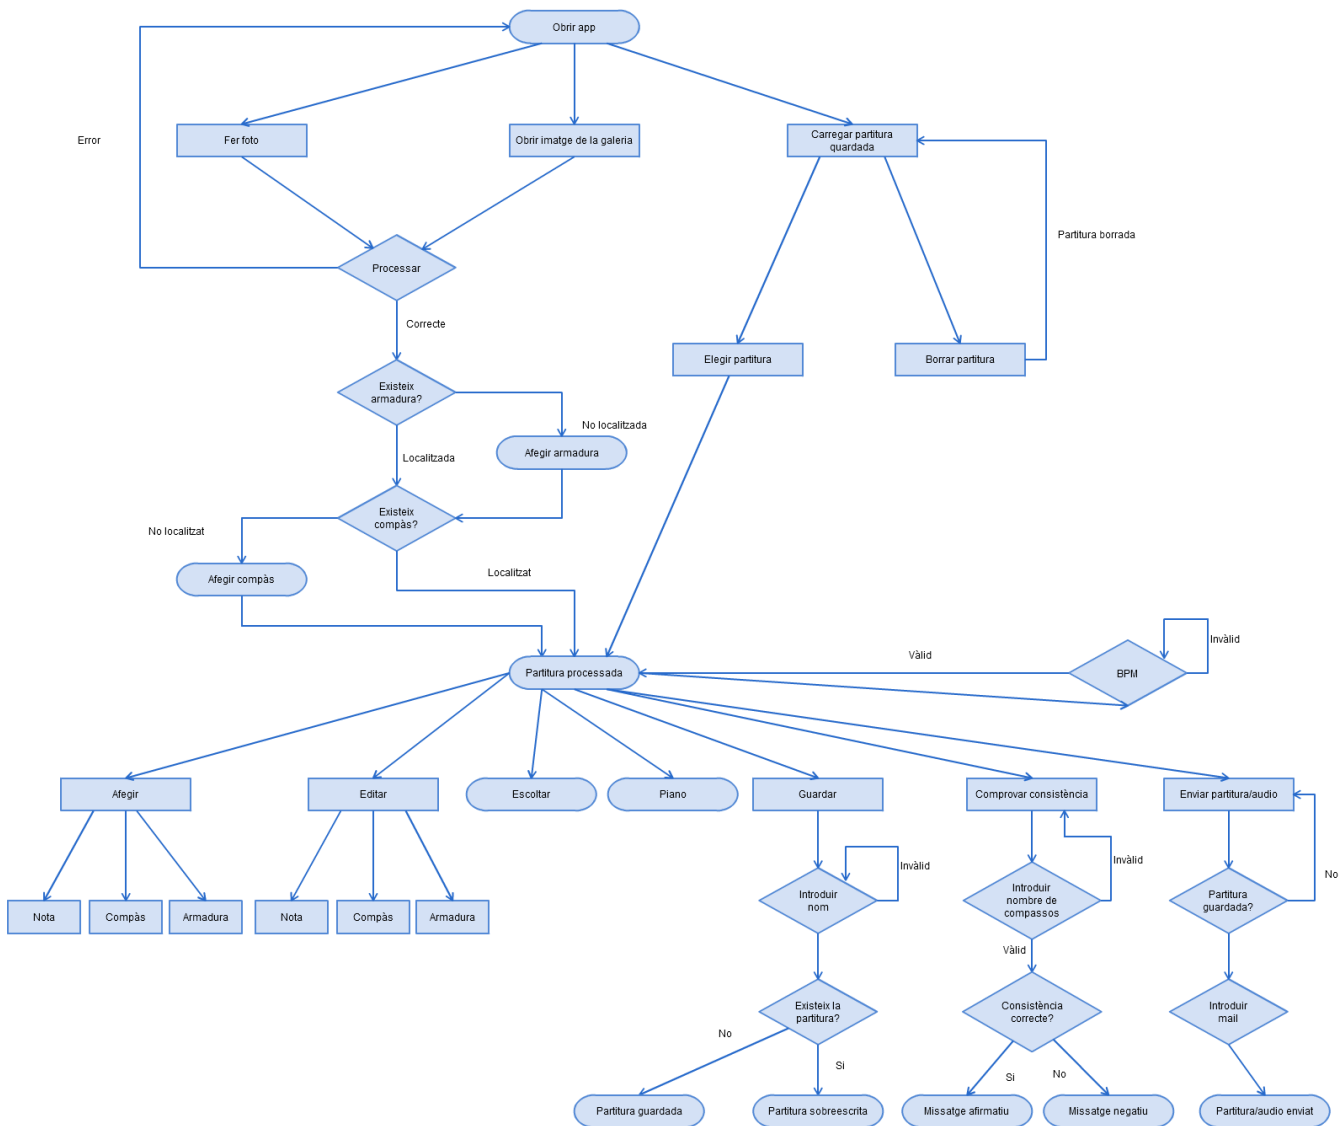 Obrir app
Error
Fer foto
Obrir imatge de la galeria
Carregar partitura
quardada
Partitura borrada
Processar
Correcte
Elegir partitura
Borrar partitura
Existeix
armadura?
No localitzada
Afegir armadura
Localitzada
Existeix
compàs?
No localitzat
Afegir compàs
Localitzat
Partitura processada
Vàlid
BPM
Invàlid
Afegir
Editar
Escoltar
Piano
Guardar
Comprovar consistència
Enviar partitura/audio
Nota
Compàs
Armadura
Nota
Compàs
Armadura
Introduir
nom
Invàlid
Introduir
nombre de
compassos
Invàlid
Partitura
guardada?
No
Vàlid
Existeix la
partitura?
Consistència
correcte?
Introduir
mail
No
Si
Si
No
Partitura guardada
Partitura sobreescrita
Missatge afirmatiu
Missatge negatiu
Partitura/audio enviat